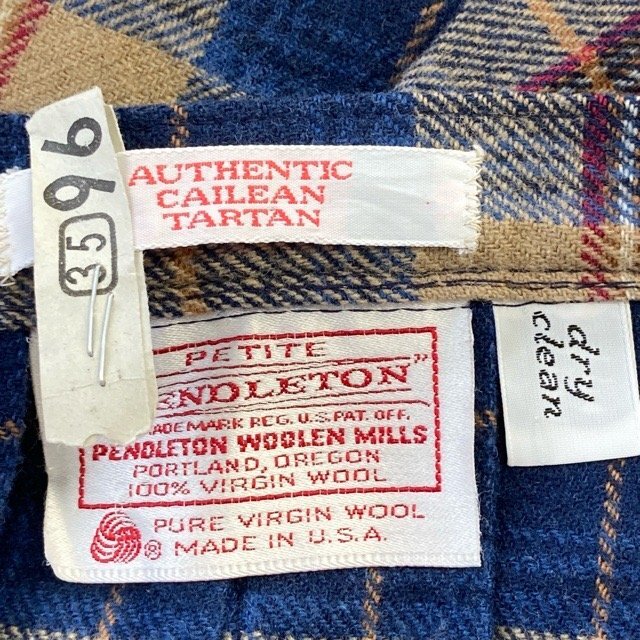 96
35
AUTHENTIC
CAILEAN
TARTAN
PETITE
ENDLETON"
ADEMARK REG. U.S. PAT. OFF.
PENDLETON WOOLEN MILLS
PORTLAND, OREGON
100% VIRGIN WOOL
® PURE VIRGIN WOOL
MADE IN U.S.A.
dry
clean